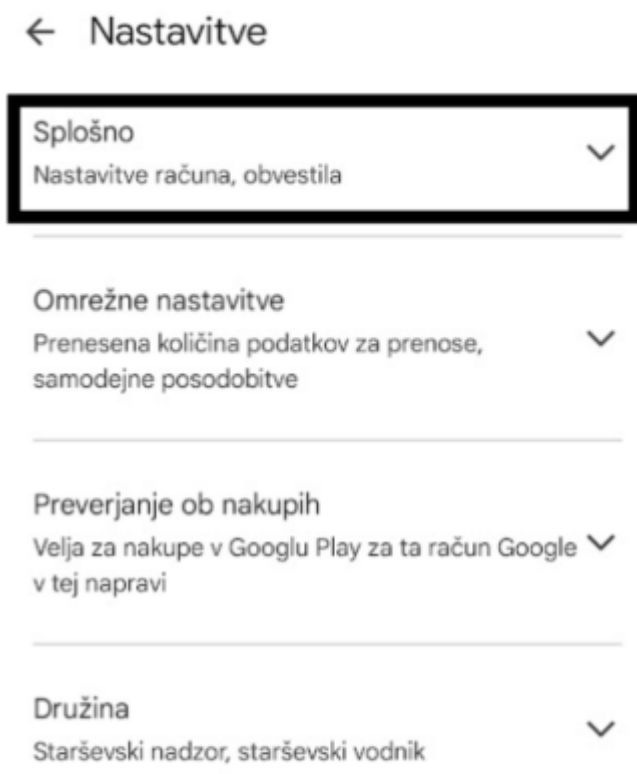 Nastavitve
Splošno
Nastavitve računa, obvestila
Omrežne nastavitve
Prenesena količina podatkov za prenose,
samodejne posodobitve
Preverjanje ob nakupih
Velja za nakupe v Googlu Play za ta račun Google
v tej napravi
Družina
Starševski nadzor, starševski vodnik